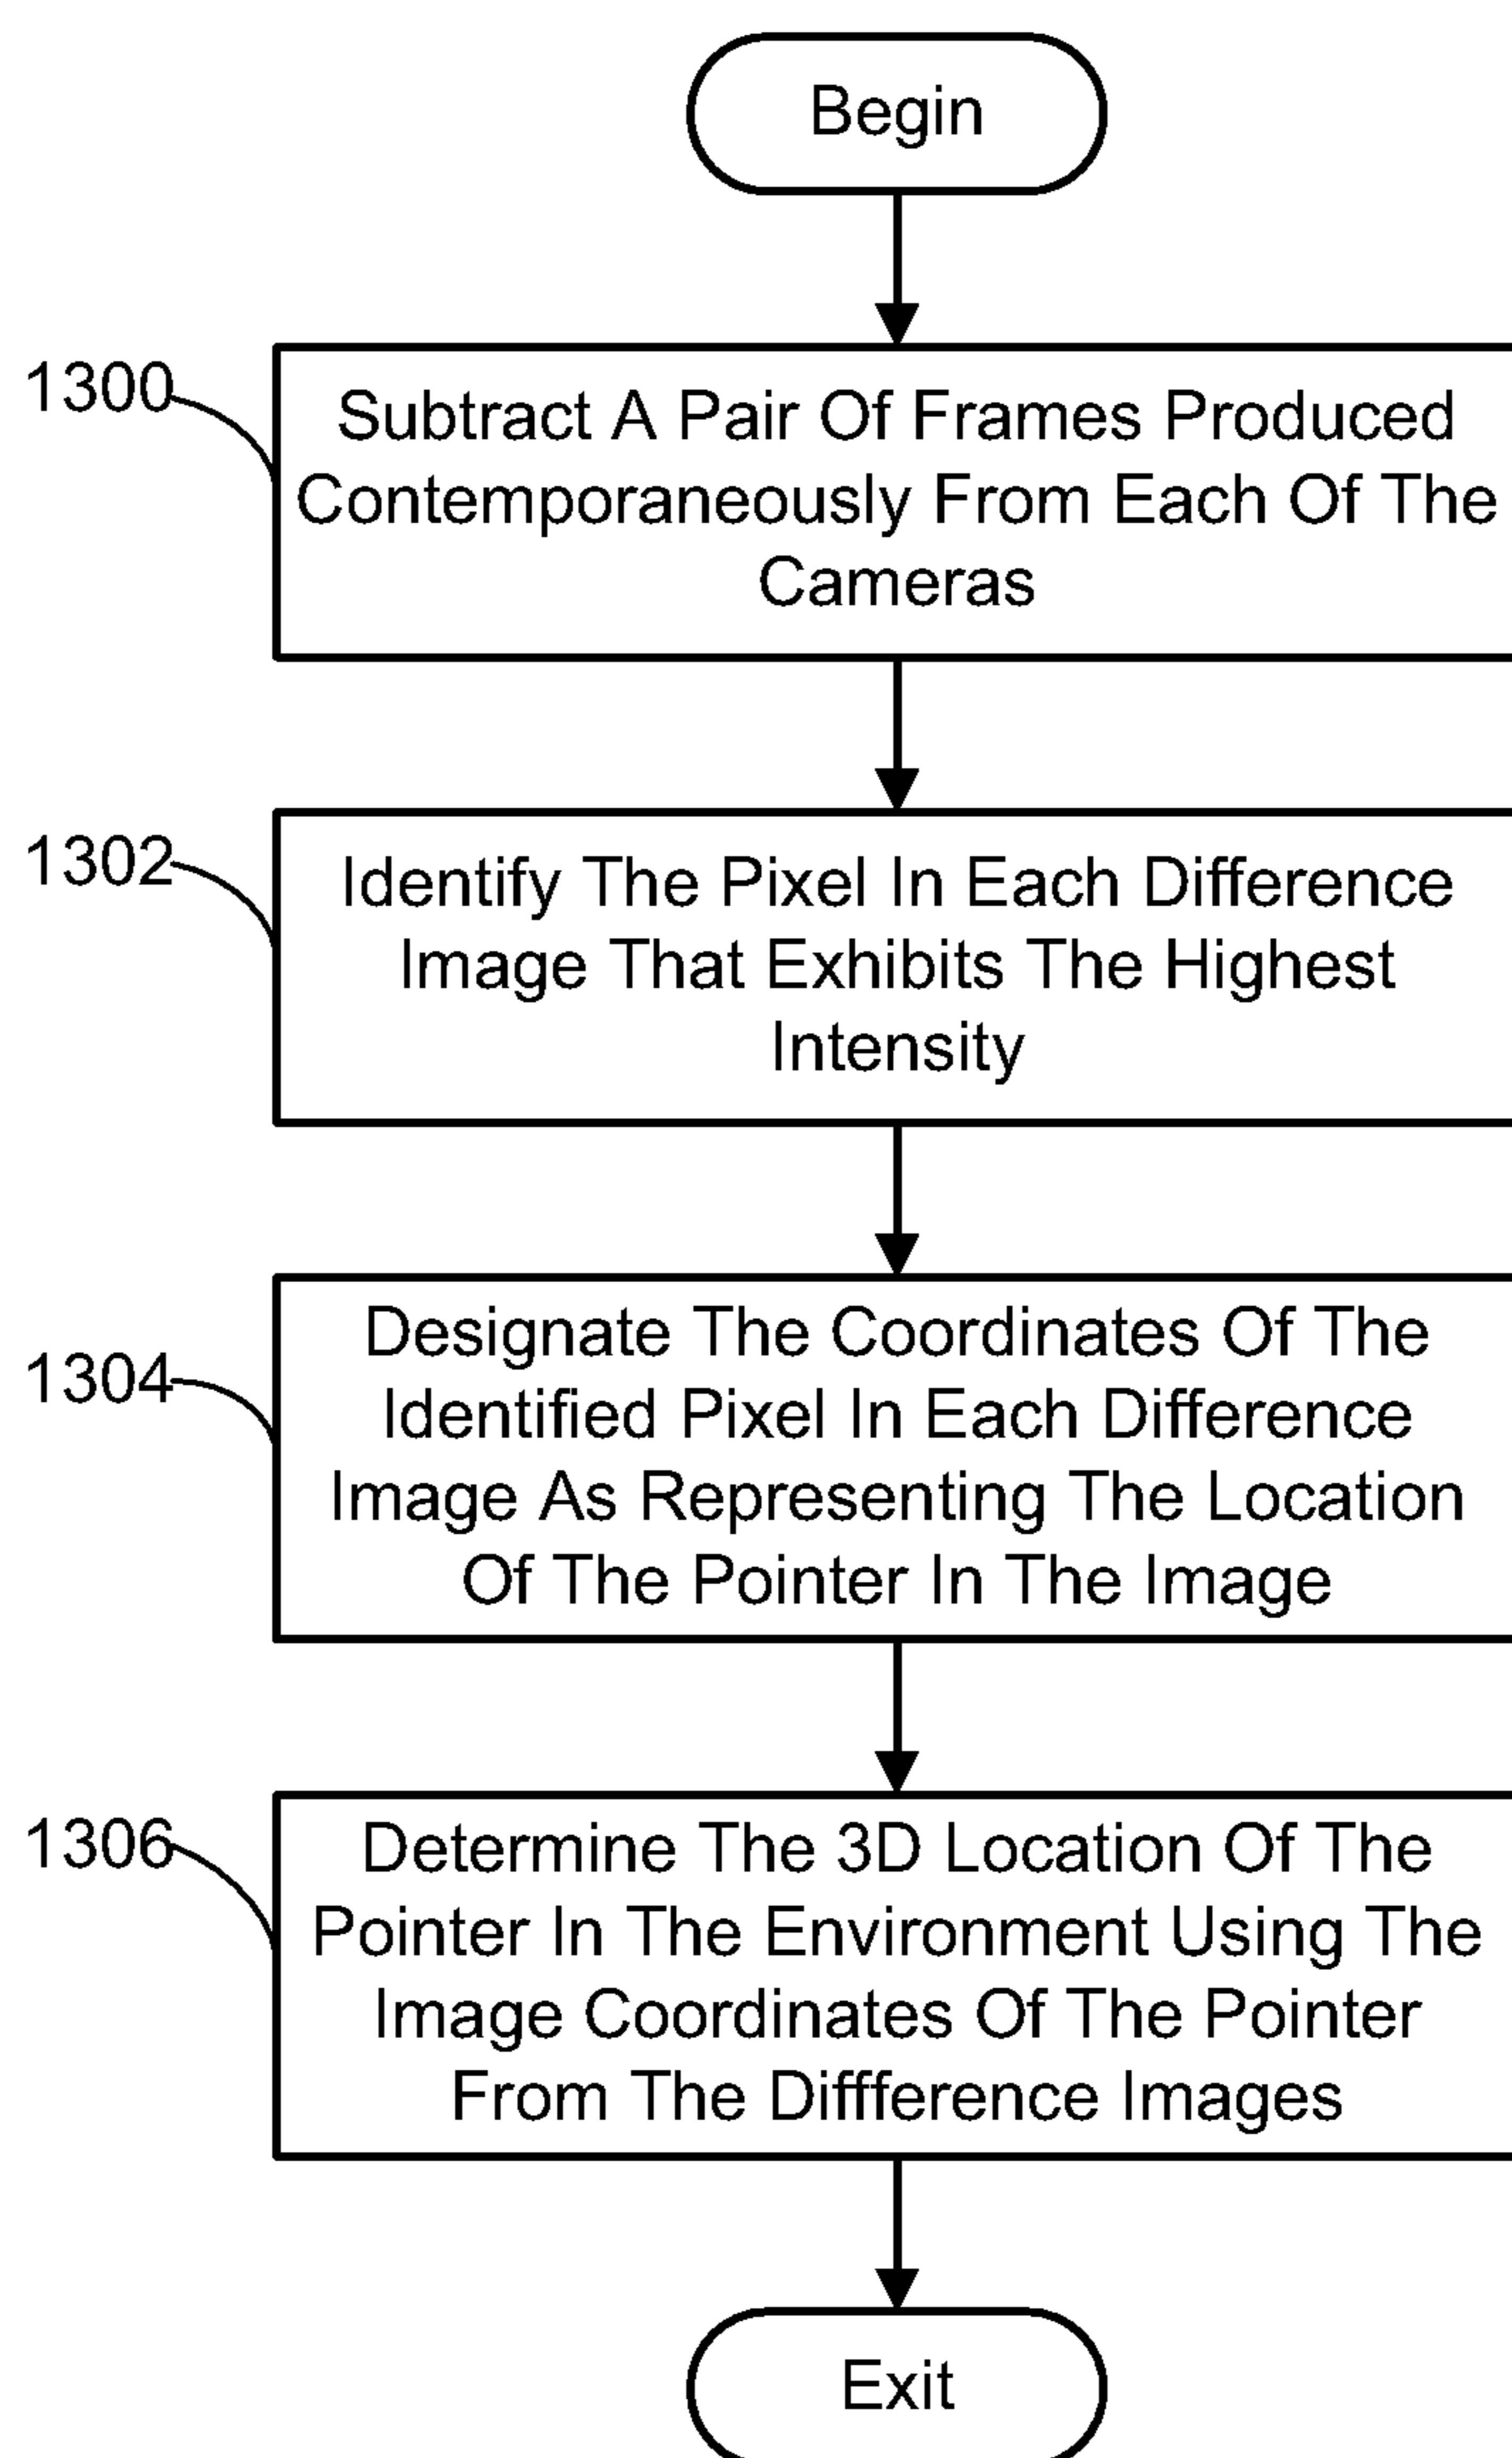 Begin
1300
Subtract A Pair Of Frames Produced
Contemporaneously From Each Of The
Cameras
1302
Identify The Pixel In Each Difference
Image That Exhibits The Highest
Intensity
1304
Designate The Coordinates Of The
Identified Pixel In Each Difference
Image As Representing The Location
Of The Pointer In The Image
1306
Determine The 3D Location Of The
Pointer In The Environment Using The
Image Coordinates Of The Pointer
From The Diffference Images
Exit